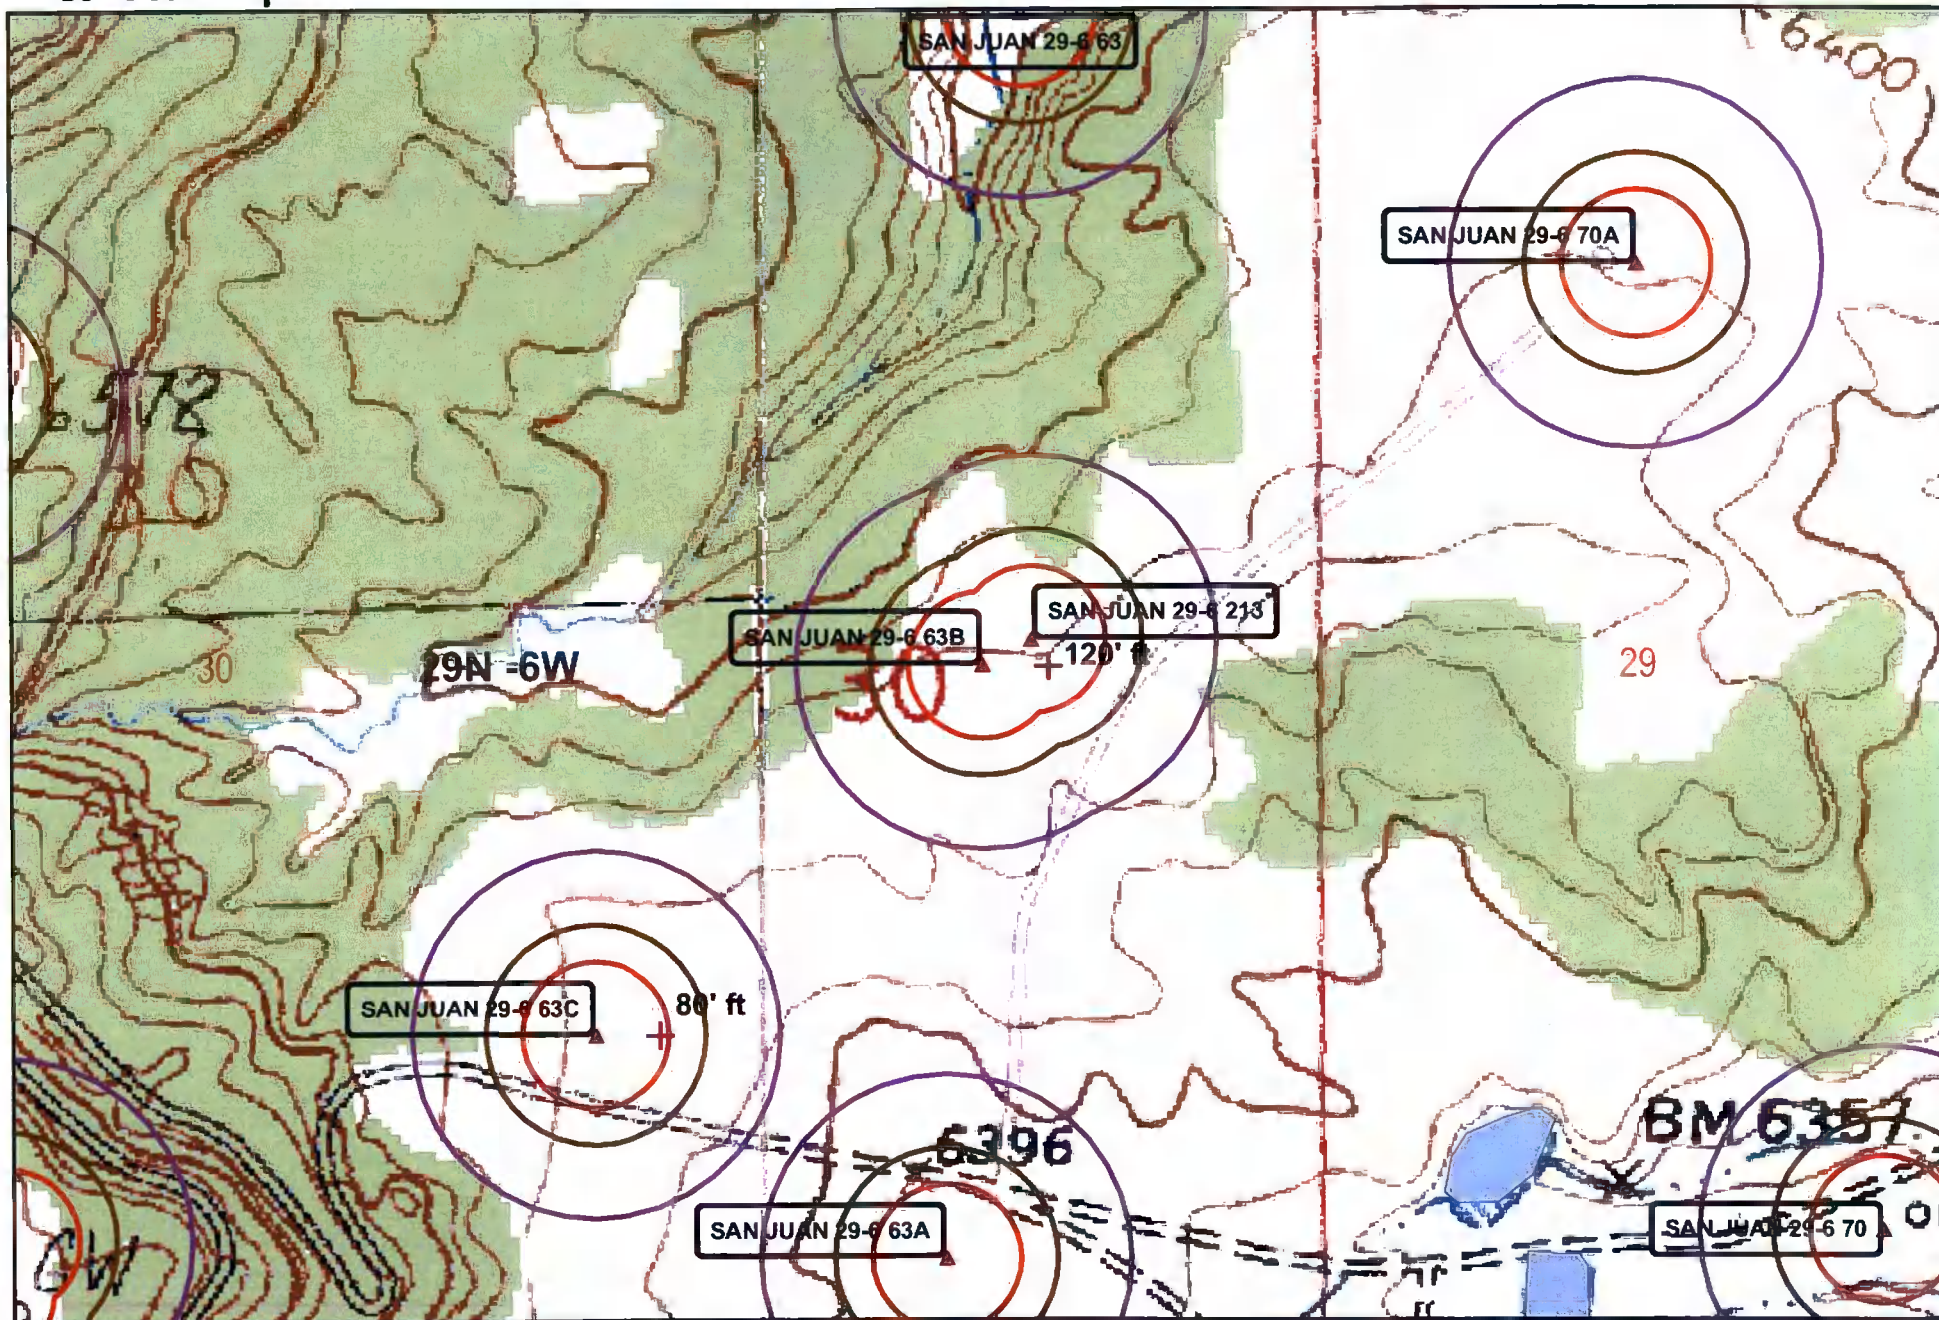 SAN JUAN 29-6 63
6400
SAN JUAN 29-6 70A
SAN JUAN 29-6 213
SAN JUAN 29-6 63B
120' ft
30
29N -6W
29
30
SAN JUAN 29-6 63C
80' ft
BM 6357
6396
SAN JUAN 29-6 63A
SAN JUAN 29-6 70